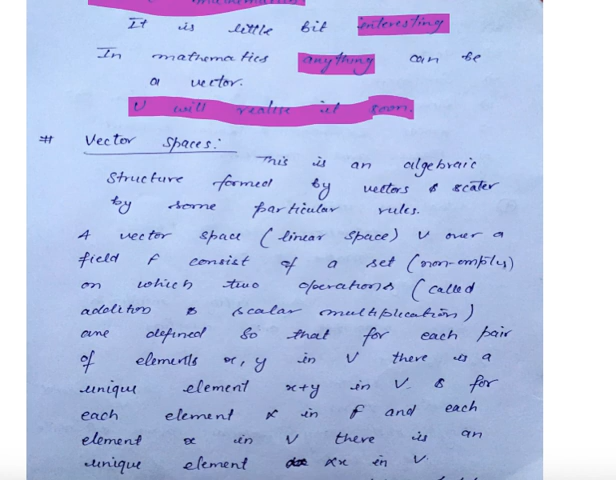 mathematics
It is little bit interesting
In mathematics anything can be
a vector.
U will realise it soon.
# Vector Spaces:
This is an algebraic
structure formed by vectors & scaler
by some particular rules.
A vector space (linear space) V over a
field F consist of a set (non-empty)
on which two operations (called
addition & scalar multiplication)
are defined so that for each pair
of elements x, y in V there is a
unique element x+y in V. & for
each element α in F and each
element x in V there is an
unique element αx in V.